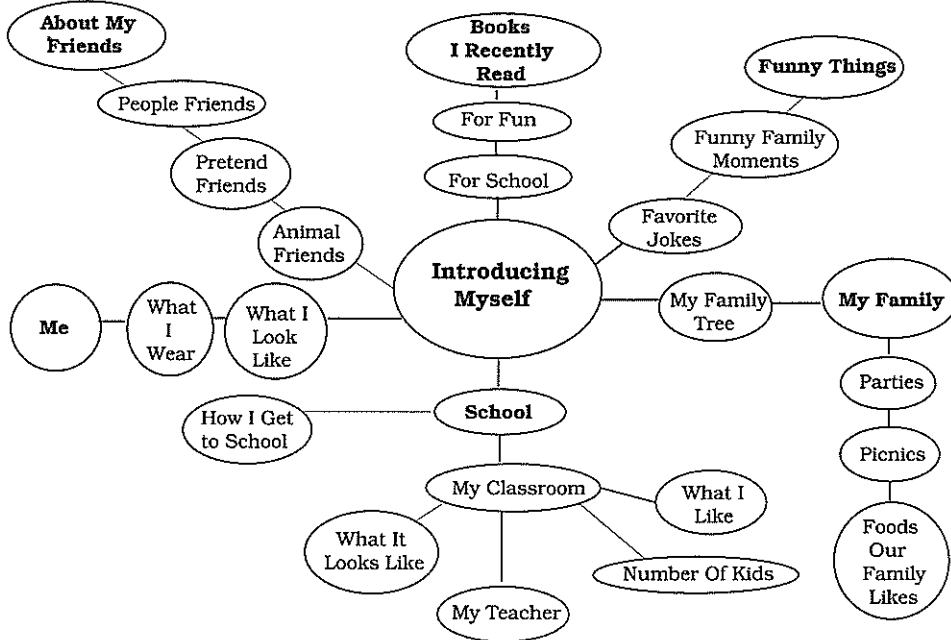 About My
Friends
People Friends
Pretend
Friends
Animal
Friends
Books
I Recently
Read
For Fun
For School
Funny Things
Funny Family
Moments
Favorite
Jokes
Introducing
Myself
Me
What
I
Wear
What I
Look
Like
My Family
Tree
My Family
Parties
Picnics
Foods
Our
Family
Likes
School
How I Get
to School
My Classroom
What I
Like
What It
Looks Like
Number Of Kids
My Teacher